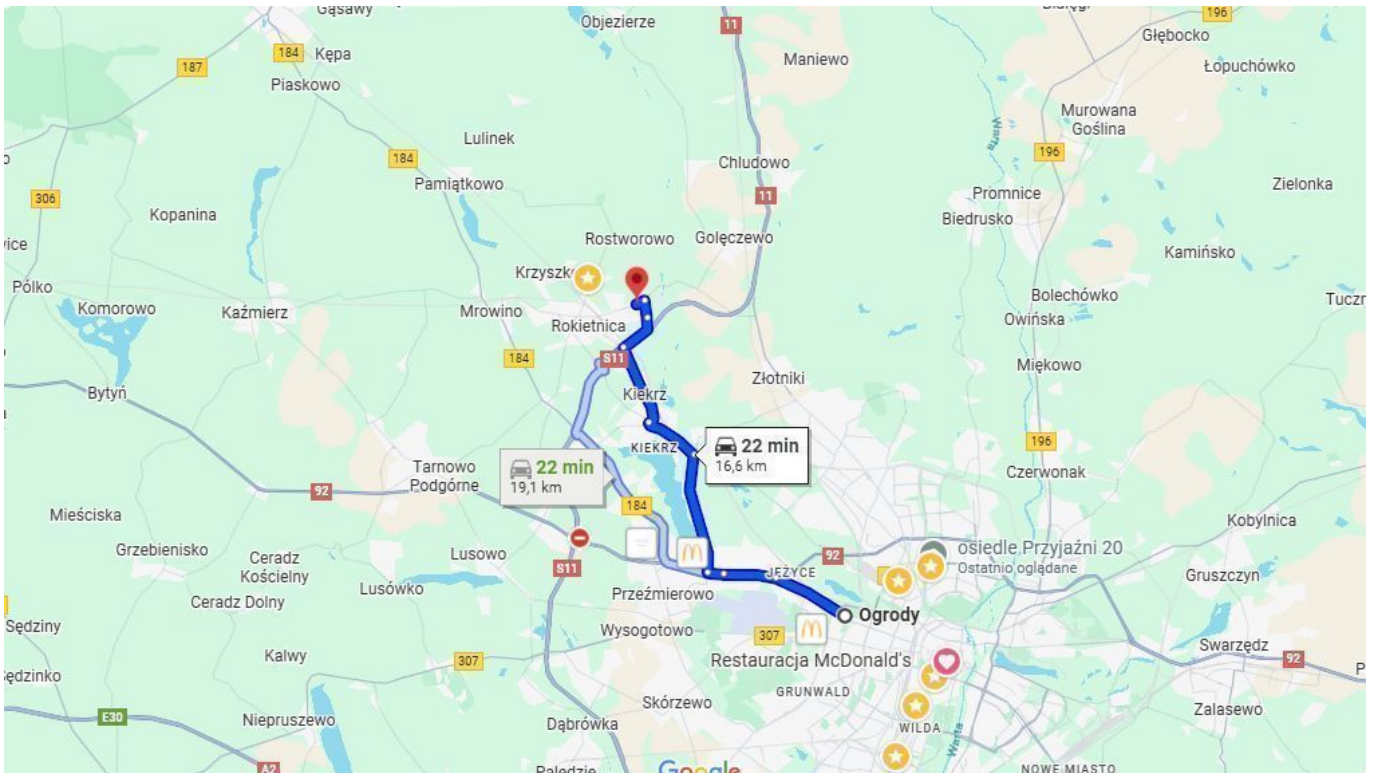 Gąsawy
Objezierze
11
196
Głębocko
184
Kępa
187
Piaskowo
Maniewo
Łopuchówko
Murowana
Goślina
Lulinek
Warta
184
196
Chludowo
Pamiątkowo
306
11
Promnice
Zielonka
Kopanina
Biedrusko
Rostworowo
Golęczewo
Kamińsko
Pólko
Komorowo
Kaźmierz
Mrowino
Rokietnica
Bolechówko
Owińska
184
S11
Złotniki
Miękowo
Bytyń
Kiekrz
KIEKRZ
22 min
16,6 km
196
Tarnowo
Podgórne
22 min
19,1 km
Czerwonak
92
184
Mieściska
Kobylnica
Grzebienisko
Ceradz
Kościelny
Lusowo
92
osiedle Przyjaźni 20
Ostatnio oglądane
S11
JEŻYCE
Gruszczyn
Ceradz Dolny
Lusówko
Przeźmierowo
Ogrody
Sędziny
Wysogotowo
307
Kalwy
307
Restauracja McDonald's
Swarzędz
92
GRUNWALD
Skórzewo
E30
Niepruszewo
Dąbrówka
WILDA
Warta
Zalasewo
A2
Palędzie
Google
NOWE MIASTO